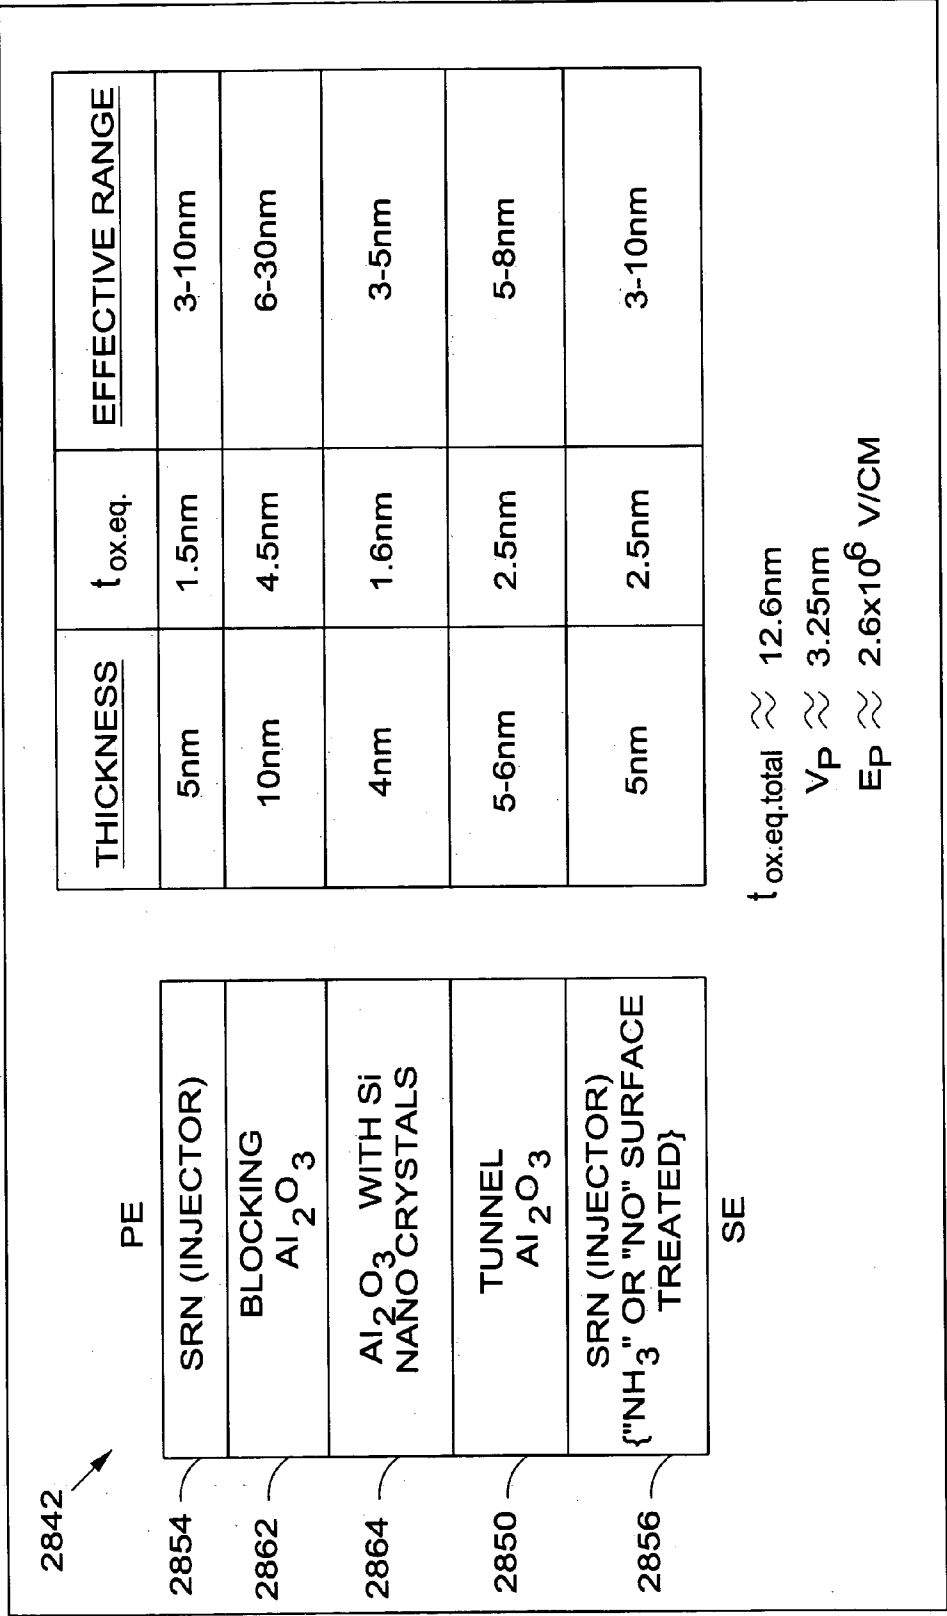 2842
PE
THICKNESS t ox.eq. EFFECTIVE RANGE
2854 SRN (INJECTOR) 5nm 1.5nm 3-10nm
2862 BLOCKING
Al2O3 10nm 4.5nm 6-30nm
2864 Al2O3 WITH Si
NANO CRYSTALS 4nm 1.6nm 3-5nm
2850 TUNNEL
Al2O3 5-6nm 2.5nm 5-8nm
2856 SRN (INJECTOR)
{"NH3" OR "NO" SURFACE
TREATED} 5nm 2.5nm 3-10nm
SE
t ox.eq.total ≈ 12.6nm
VP ≈ 3.25nm
EP ≈ 2.6x10^6 V/CM